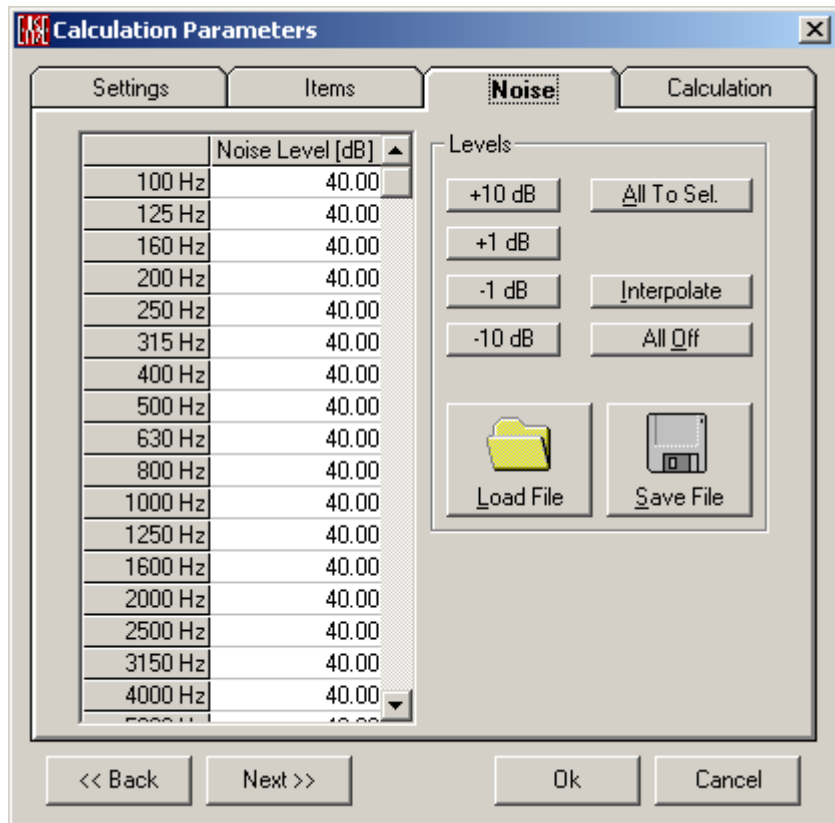 EASE
Calculation Parameters
Settings
Items
Noise
Calculation
Noise Level [dB]
100 Hz 40.00
125 Hz 40.00
160 Hz 40.00
200 Hz 40.00
250 Hz 40.00
315 Hz 40.00
400 Hz 40.00
500 Hz 40.00
630 Hz 40.00
800 Hz 40.00
1000 Hz 40.00
1250 Hz 40.00
1600 Hz 40.00
2000 Hz 40.00
2500 Hz 40.00
3150 Hz 40.00
4000 Hz 40.00
Levels
+10 dB
All To Sel.
+1 dB
-1 dB
Interpolate
-10 dB
All Off
Load File
Save File
<< Back
Next >>
Ok
Cancel